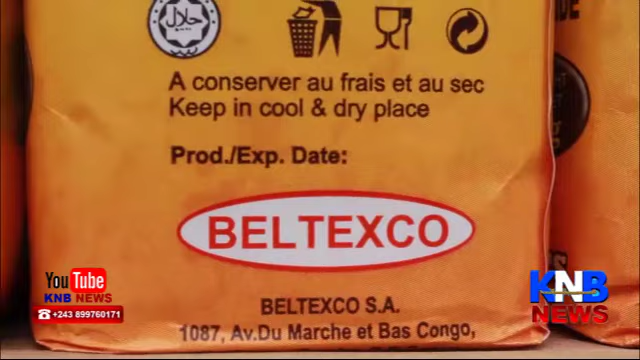 حلال
A conserver au frais et au sec
Keep in cool & dry place
Prod./Exp. Date:
BELTEXCO
BELTEXCO S.A.
1087, Av.Du Marche et Bas Congo,
YouTube
KNB NEWS
+243 899760171
KNB
NEWS